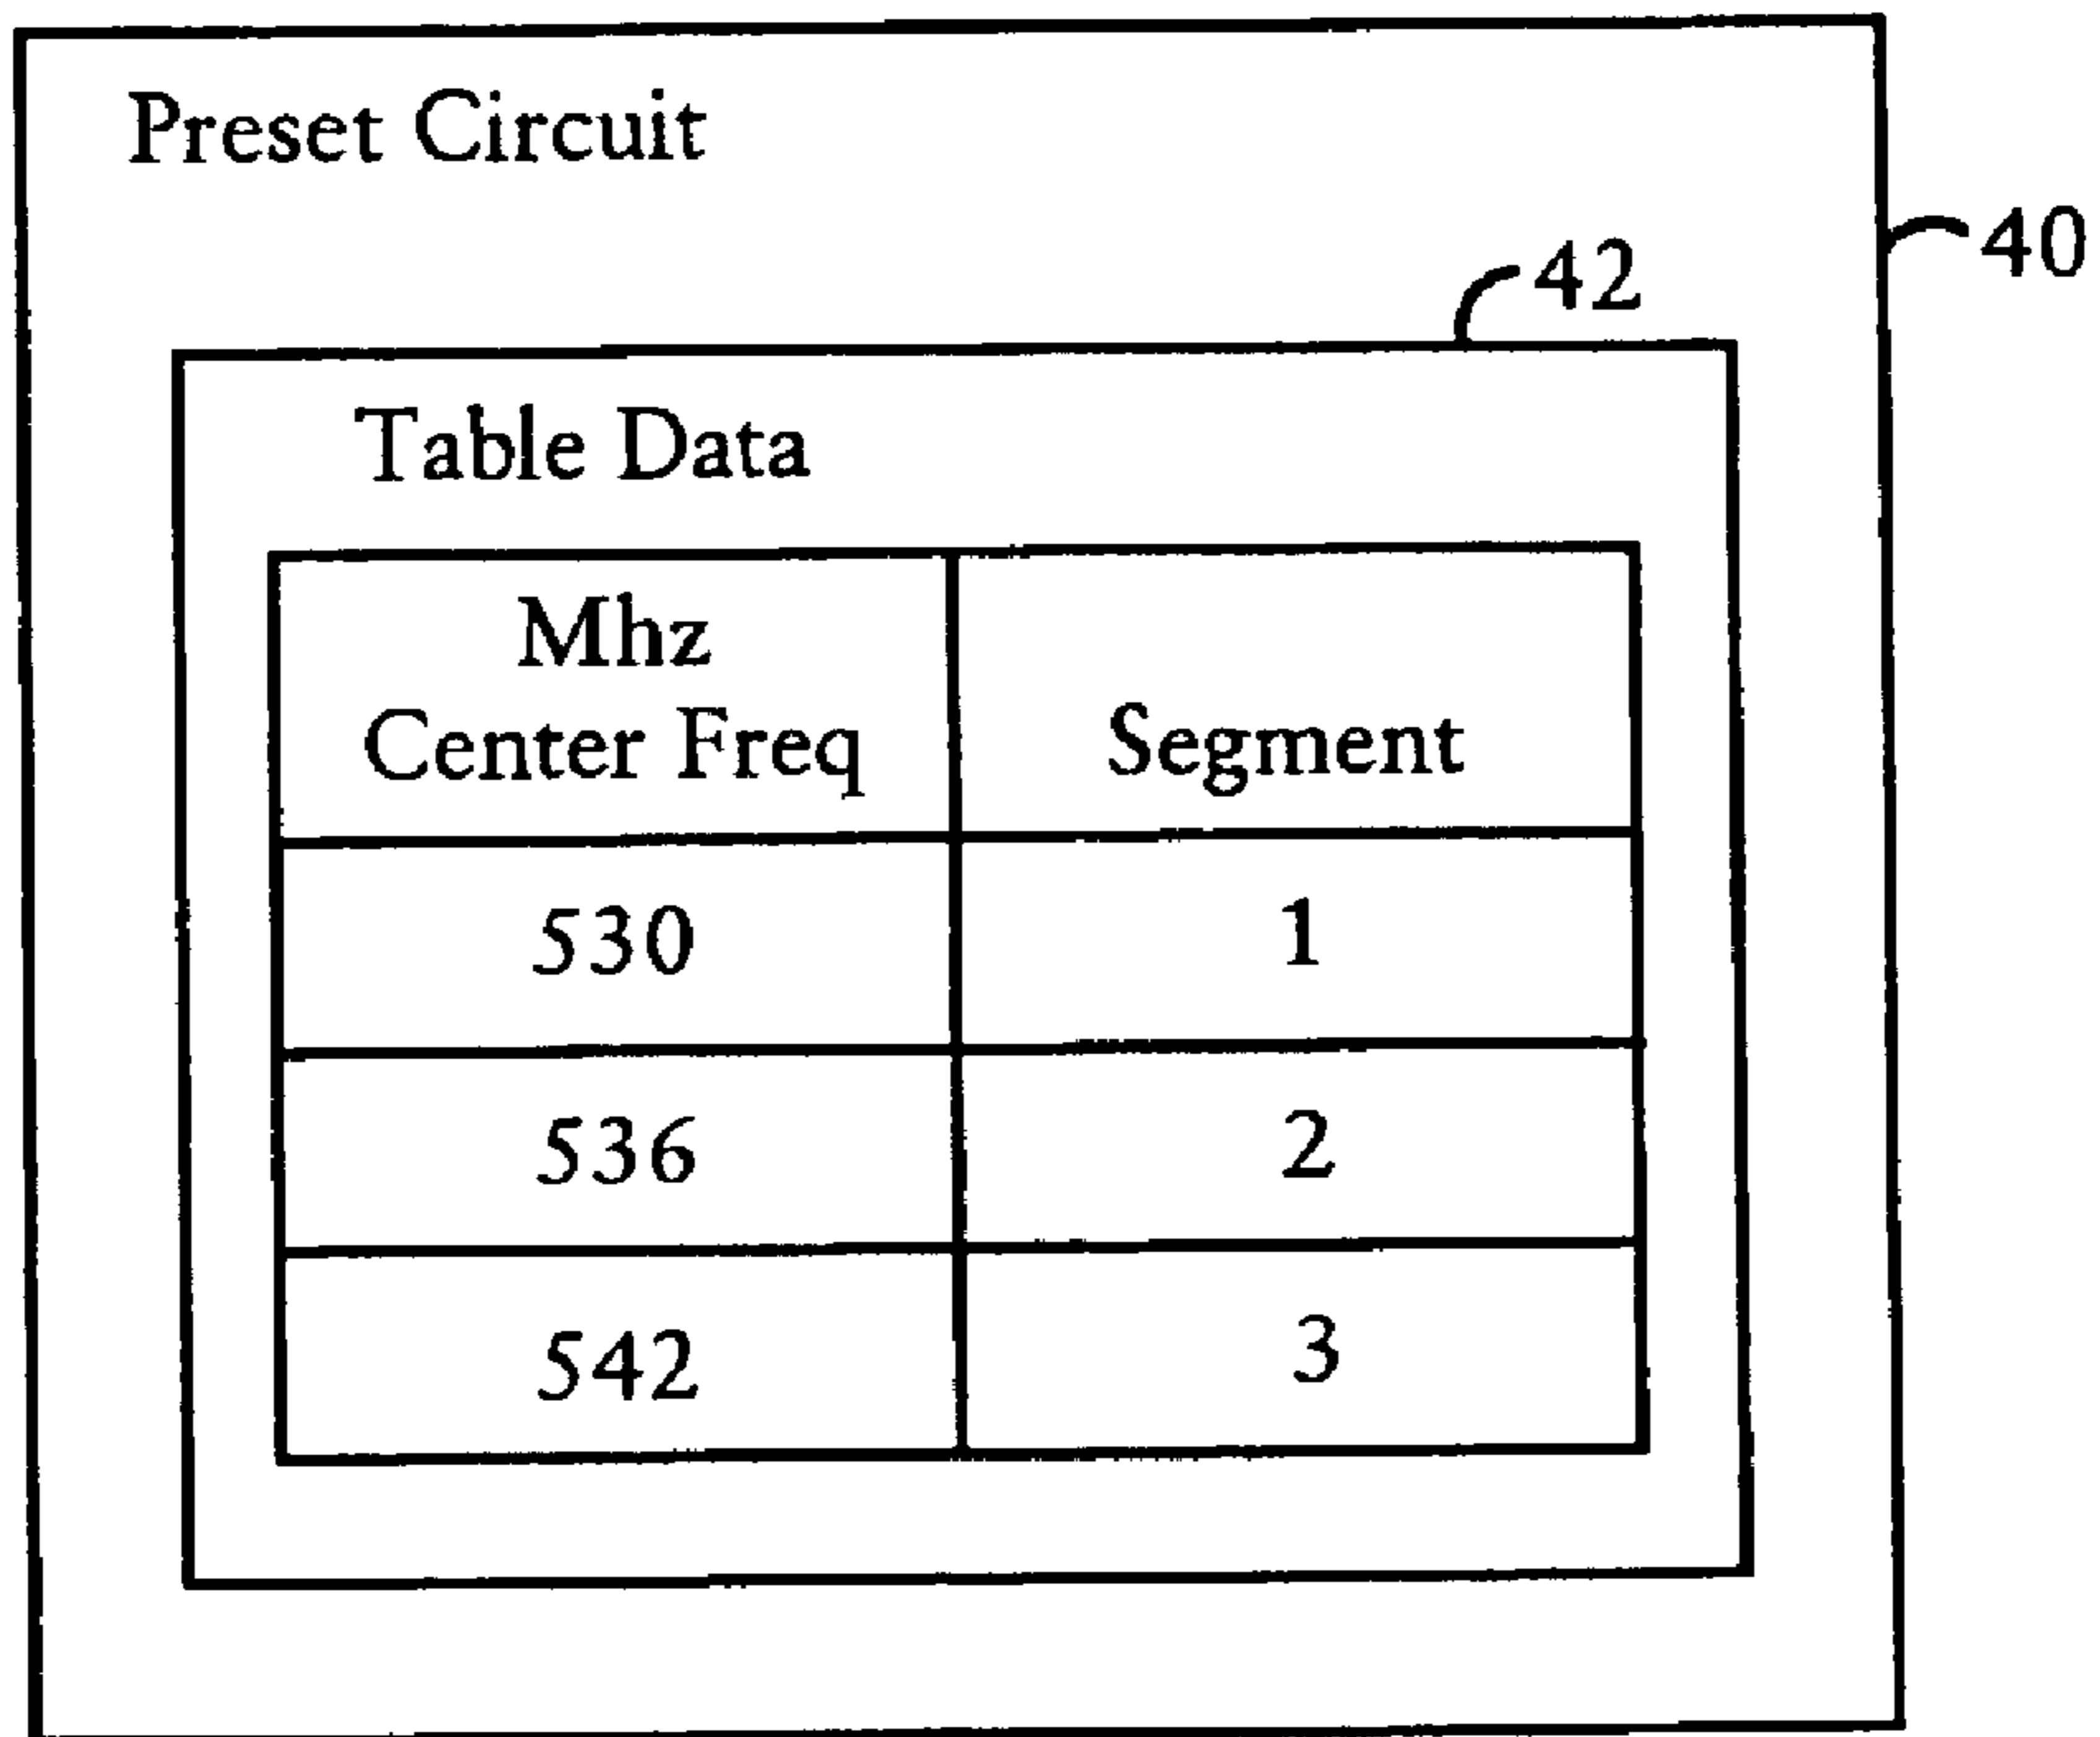 Preset Circuit
40
42
Table Data
Mhz
Center Freq
Segment
530
1
536
2
542
3